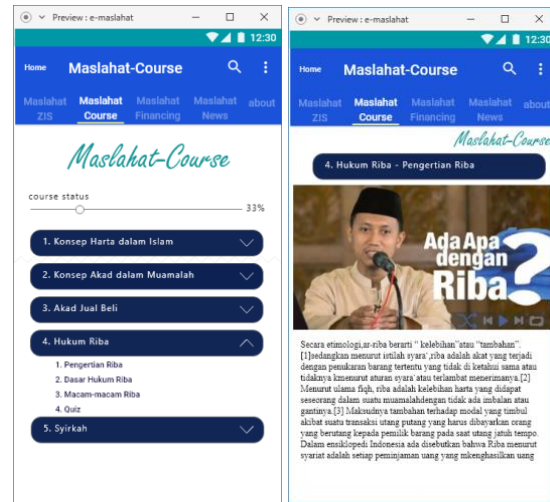 Preview : e-maslahat
12:30
Home Maslahat-Course
Maslahat ZIS
Maslahat Course
Maslahat Financing
Maslahat News
about
Maslahat-Course
course status
33%
1. Konsep Harta dalam Islam
2. Konsep Akad dalam Muamalah
3. Akad Jual Beli
4. Hukum Riba
1. Pengertian Riba
2. Dasar Hukum Riba
3. Macam-macam Riba
4. Quiz
5. Syirkah
Preview : e-maslahat
12:30
Home Maslahat-Course
Maslahat ZIS
Maslahat Course
Maslahat Financing
Maslahat News
about
Maslahat-Course
4. Hukum Riba - Pengertian Riba
Ada Apa
dengan
Riba?
Secara etimologi,ar-riba berarti “ kelebihan”atau “tambahan”.
[1]sedangkan menurut istilah syara’,riba adalah akat yang terjadi
dengan penukaran barang tertentu yang tidak di ketahui sama atau
tidaknya kmenurut aturan syara’atau terlambat menerimanya.[2]
Menurut ulama fiqh, riba adalah kelebihan harta yang didapat
seseorang dalam suatu muamalahdengan tidak ada imbalan atau
gantinya.[3] Maksudnya tambahan terhadap modal yang timbul
akibat suatu transaksi utang putang yang harus dibayarkan orang
yang berutang kepada pemilik barang pada saat utang jatuh tempo.
Dalam ensiklopedi Indonesia ada disebutkan bahwa Riba menurut
syariat adalah setiap peminjaman uang yang mkenghasilkan uang